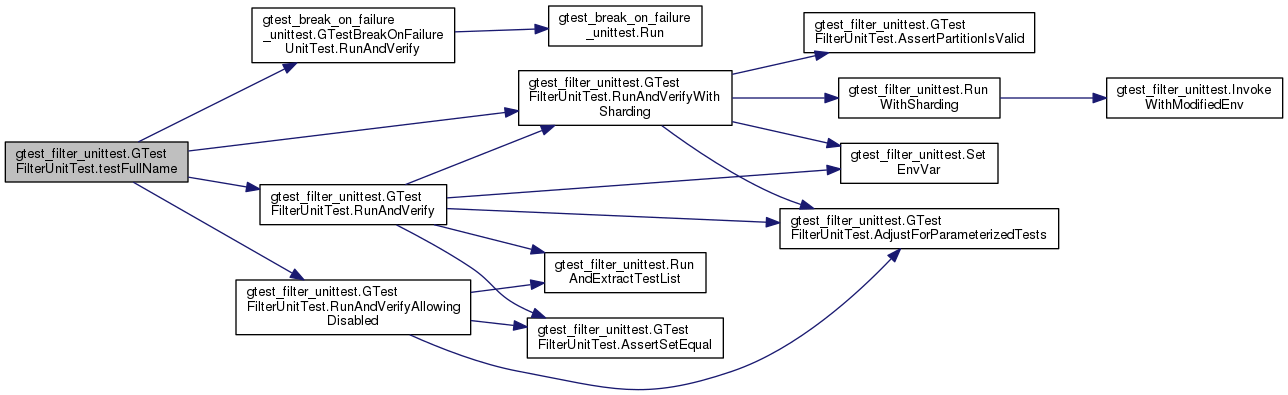 gtest_break_on_failure
_unittest.GTestBreakOnFailure
UnitTest.RunAndVerify
gtest_break_on_failure
_unittest.Run
gtest_filter_unittest.GTest
FilterUnitTest.AssertPartitionIsValid
gtest_filter_unittest.GTest
FilterUnitTest.RunAndVerifyWith
Sharding
gtest_filter_unittest.Run
WithSharding
gtest_filter_unittest.Invoke
WithModifiedEnv
gtest_filter_unittest.GTest
FilterUnitTest.testFullName
gtest_filter_unittest.Set
EnvVar
gtest_filter_unittest.GTest
FilterUnitTest.RunAndVerify
gtest_filter_unittest.GTest
FilterUnitTest.AdjustForParameterizedTests
gtest_filter_unittest.Run
AndExtractTestList
gtest_filter_unittest.GTest
FilterUnitTest.RunAndVerifyAllowing
Disabled
gtest_filter_unittest.GTest
FilterUnitTest.AssertSetEqual